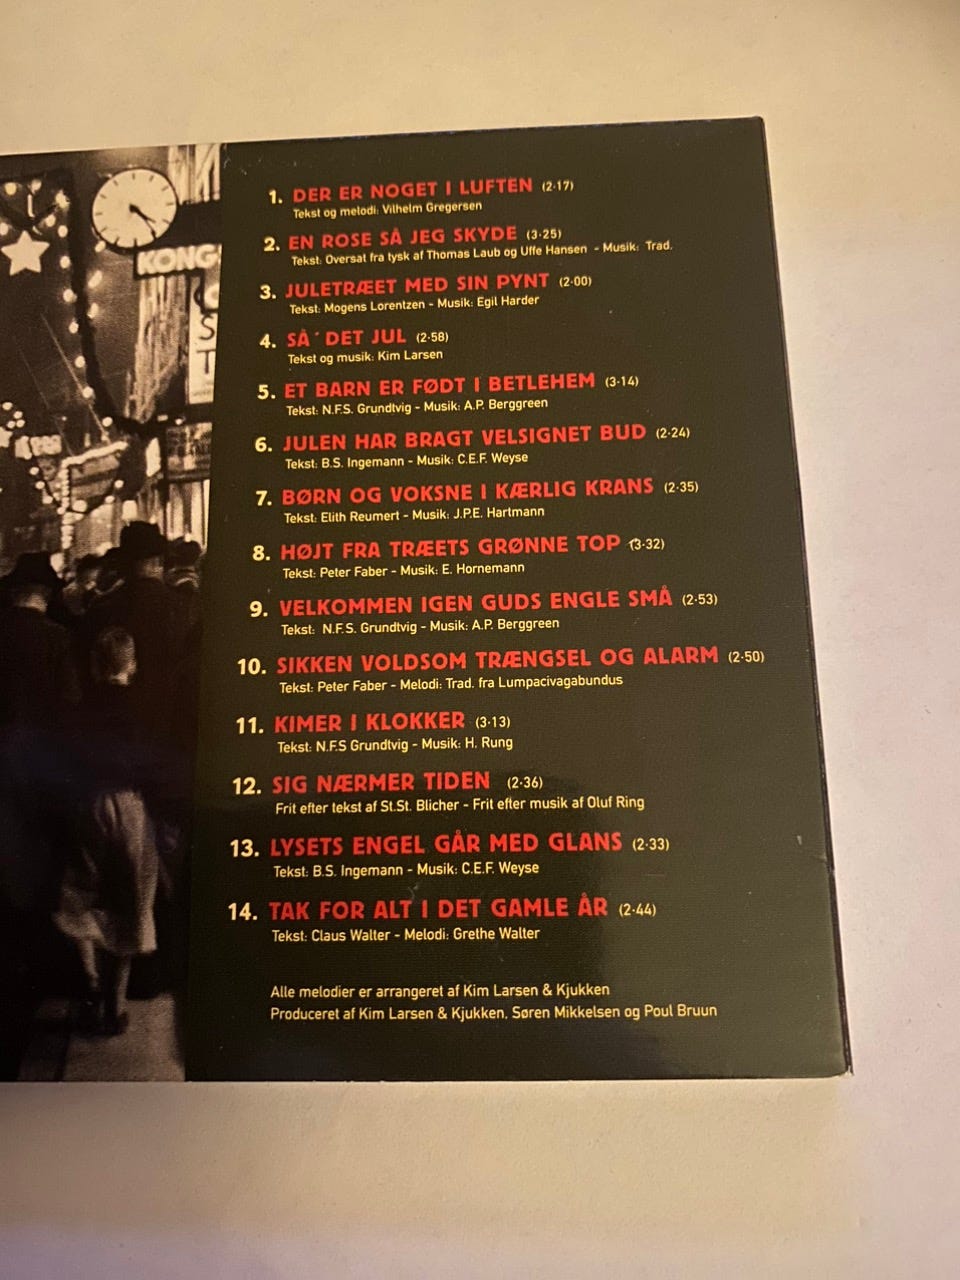 KONG
1. DER ER NOGET I LUFTEN (2·17)
Tekst og melodi: Vilhelm Gregersen
2. EN ROSE SÅ JEG SKYDE (3·25)
Tekst: Oversat fra tysk af Thomas Laub og Uffe Hansen - Musik: Trad.
3. JULETRÆET MED SIN PYNT (2·00)
Tekst: Mogens Lorentzen - Musik: Egil Harder
4. SÅ´DET JUL (2·58)
Tekst og musik: Kim Larsen
5. ET BARN ER FØDT I BETLEHEM (3·14)
Tekst: N.F.S. Grundtvig - Musik: A.P. Berggreen
6. JULEN HAR BRAGT VELSIGNET BUD (2·24)
Tekst: B.S. Ingemann - Musik: C.E.F. Weyse
7. BØRN OG VOKSNE I KÆRLIG KRANS (2·35)
Tekst: Elith Reumert - Musik: J.P.E. Hartmann
8. HØJT FRA TRÆETS GRØNNE TOP (3·32)
Tekst: Peter Faber - Musik: E. Hornemann
9. VELKOMMEN IGEN GUDS ENGLE SMÅ (2·53)
Tekst: N.F.S. Grundtvig - Musik: A.P. Berggreen
10. SIKKEN VOLDSOM TRÆNGSEL OG ALARM (2·50)
Tekst: Peter Faber - Melodi: Trad. fra Lumpacivagabundus
11. KIMER I KLOKKER (3·13)
Tekst: N.F.S Grundtvig - Musik: H. Rung
12. SIG NÆRMER TIDEN (2·36)
Frit efter tekst af St.St. Blicher - Frit efter musik af Oluf Ring
13. LYSETS ENGEL GÅR MED GLANS (2·33)
Tekst: B.S. Ingemann - Musik: C.E.F. Weyse
14. TAK FOR ALT I DET GAMLE ÅR (2·44)
Tekst: Claus Walter - Melodi: Grethe Walter
Alle melodier er arrangeret af Kim Larsen & Kjukken
Produceret af Kim Larsen & Kjukken, Søren Mikkelsen og Poul Bruun